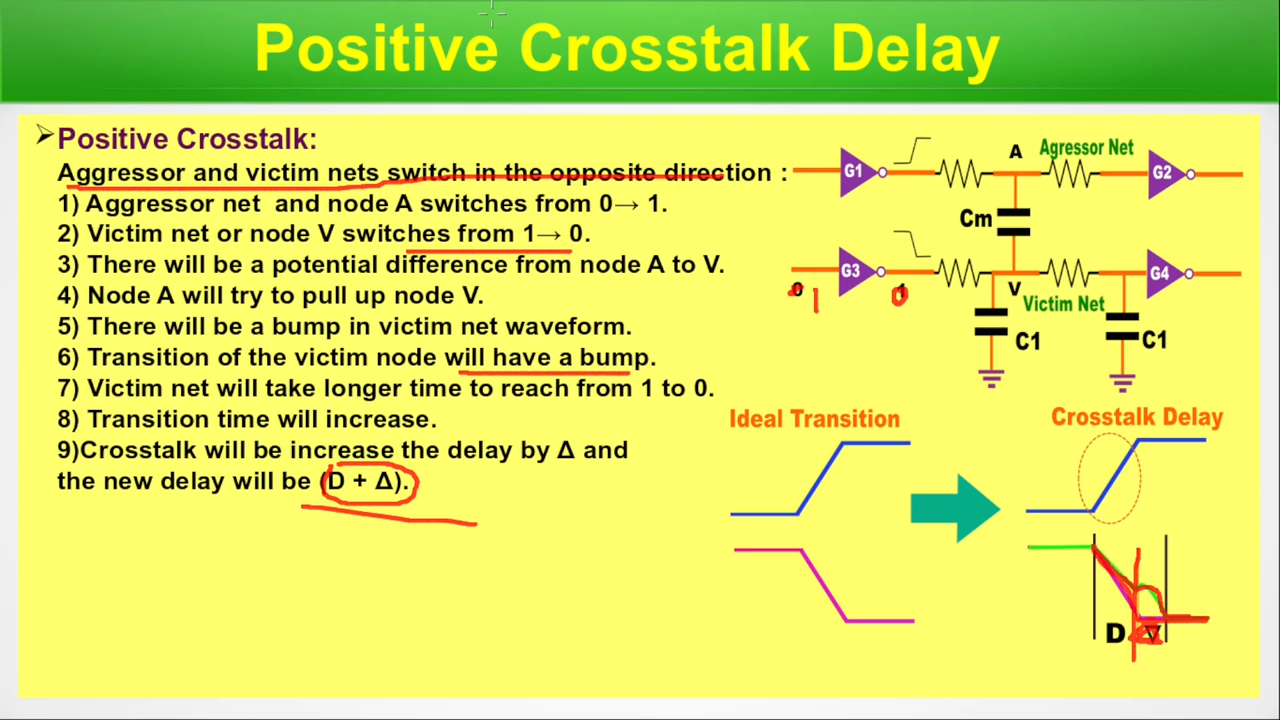 Positive Crosstalk Delay
Positive Crosstalk:
Aggressor and victim nets switch in the opposite direction :
1) Aggressor net and node A switches from 0→ 1.
2) Victim net or node V switches from 1→ 0.
3) There will be a potential difference from node A to V.
4) Node A will try to pull up node V.
5) There will be a bump in victim net waveform.
6) Transition of the victim node will have a bump.
7) Victim net will take longer time to reach from 1 to 0.
8) Transition time will increase.
9)Crosstalk will be increase the delay by Δ and
the new delay will be (D + Δ).
G1
A
Agressor Net
G2
Cm
G3
V
Victim Net
G4
0
1
0
C1
C1
Ideal Transition
Crosstalk Delay
D